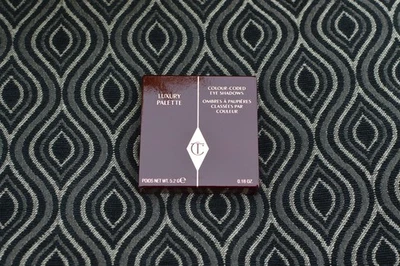 LUXURY
PALETTE
COLOUR-CODED
EYE SHADOWS
OMBRES À PAUPIÈRES
CLASSÉES PAR
COULEUR
CT
POIDS NET WT. 5.2 G℮
0.18 OZ.